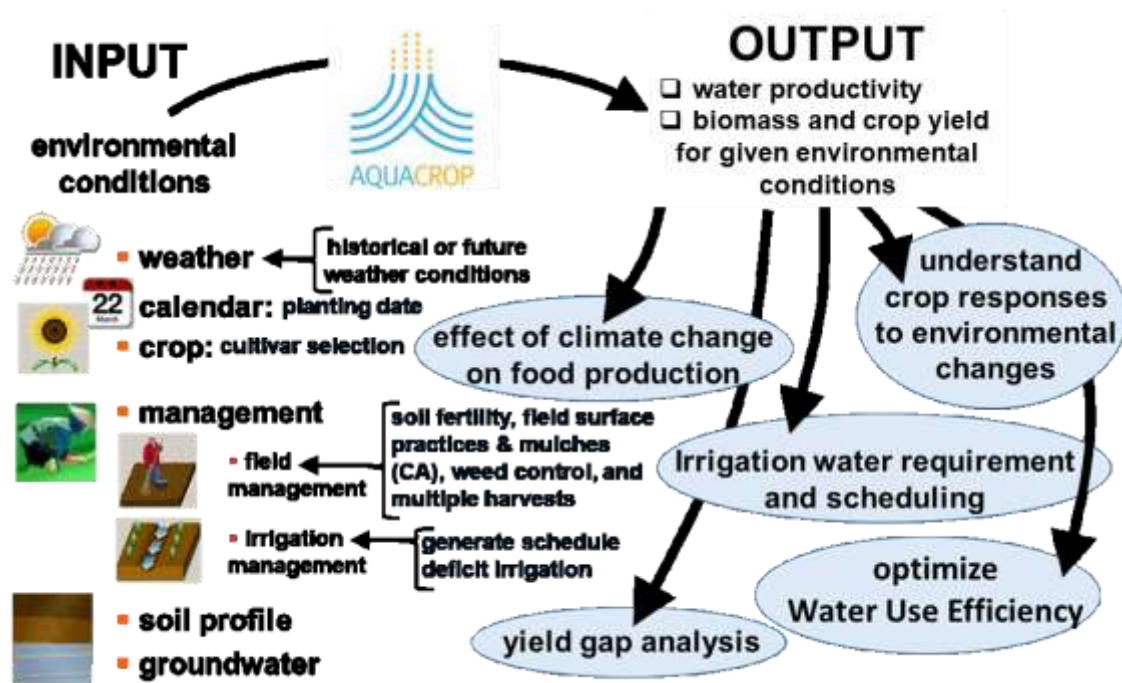 INPUT
environmental
conditions
AQUACROP
OUTPUT
❑ water productivity
❑ biomass and crop yield
for given environmental
conditions
▪ weather
historical or future
weather conditions
22
March
calendar: planting date
▪ crop: cultivar selection
▪ management
▪ field
management
soil fertility, field surface
practices & mulches
(CA), weed control, and
multiple harvests
▪ irrigation
management
generate schedule
deficit irrigation
▪ soil profile
▪ groundwater
effect of climate change
on food production
understand
crop responses
to environmental
changes
Irrigation water requirement
and scheduling
optimize
Water Use Efficiency
yield gap analysis